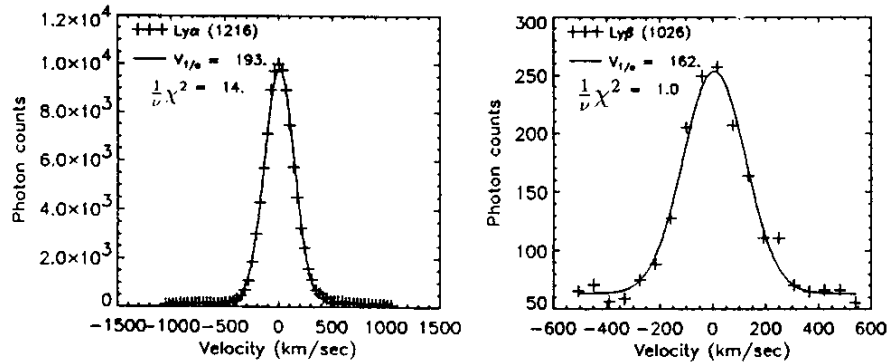 1.2×10⁴
+++ Lyα (1216)
— V₁/ₑ = 193.
1/ν χ² = 14.
1.0×10⁴
8.0×10³
6.0×10³
4.0×10³
2.0×10³
0
Photon counts
-1500-1000-500 0 500 1000 1500
Velocity (km/sec)
+++ Lyβ (1026)
— V₁/ₑ = 162.
1/ν χ² = 1.0
300
250
200
150
100
50
Photon counts
-600 -400 -200 0 200 400 600
Velocity (km/sec)